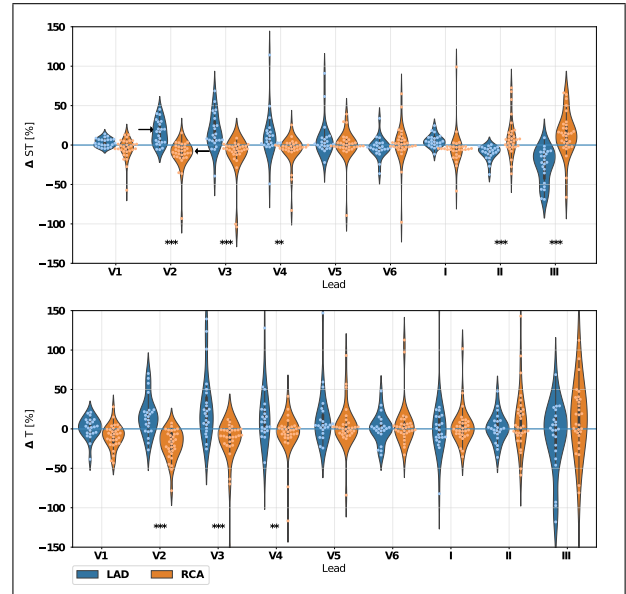 150
100
50
0
−50
−100
−150
Δ ST [%]
*** *** ** *** ***
V1 V2 V3 V4 V5 V6 I II III
Lead
150
100
50
0
−50
−100
−150
Δ T [%]
*** *** **
V1 V2 V3 V4 V5 V6 I II III
Lead
LAD RCA